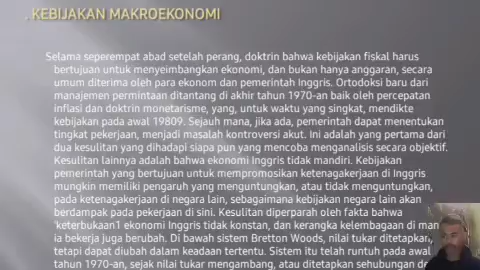 . KEBIJAKAN MAKROEKONOMI
Selama seperempat abad setelah perang, doktrin bahwa kebijakan fiskal harus
bertujuan untuk menyeimbangkan ekonomi, dan bukan hanya anggaran, secara
umum diterima oleh para ekonom dan pemerintah Inggris. Ortodoksi baru dari
manajemen permintaan ditantang di akhir tahun 1970-an baik oleh percepatan
inflasi dan doktrin monetarisme, yang, untuk waktu yang singkat, mendikte
kebijakan pada awal 19809. Sejauh mana, jika ada, pemerintah dapat menentukan
tingkat pekerjaan, menjadi masalah kontroversi akut. Ini adalah yang pertama dari
dua kesulitan yang dihadapi siapa pun yang mencoba menganalisis secara objektif.
Kesulitan lainnya adalah bahwa ekonomi Inggris tidak mandiri. Kebijakan
pemerintah yang bertujuan untuk mempromosikan ketenagakerjaan di Inggris
mungkin memiliki pengaruh yang menguntungkan, atau tidak menguntungkan,
pada ketenagakerjaan di negara lain, sebagaimana kebijakan negara lain akan
berdampak pada pekerjaan di sini. Kesulitan diperparah oleh fakta bahwa
'keterbukaan'1 ekonomi Inggris tidak konstan, dan kerangka kelembagaan di
ia bekerja juga berubah. Di bawah sistem Bretton Woods, nilai tukar ditetapkan,
tetapi dapat diubah dalam keadaan tertentu. Sistem itu telah runtuh pada awal
tahun 1970-an, sejak nilai tukar mengambang, atau ditetapkan sehubungan